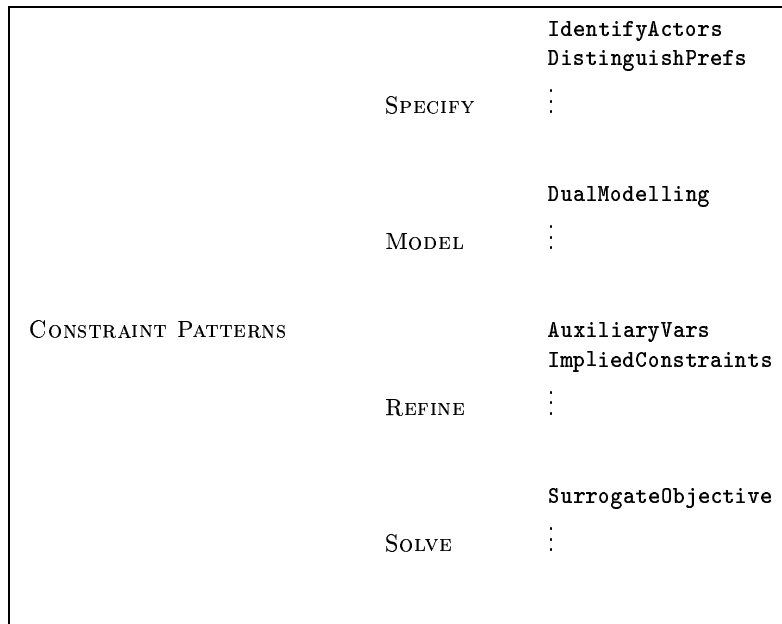 IdentifyActors
DistinguishPrefs
SPECIFY
⋮
DualModelling
MODEL
⋮
CONSTRAINT PATTERNS
AuxiliaryVars
ImpliedConstraints
REFINE
⋮
SurrogateObjective
SOLVE
⋮